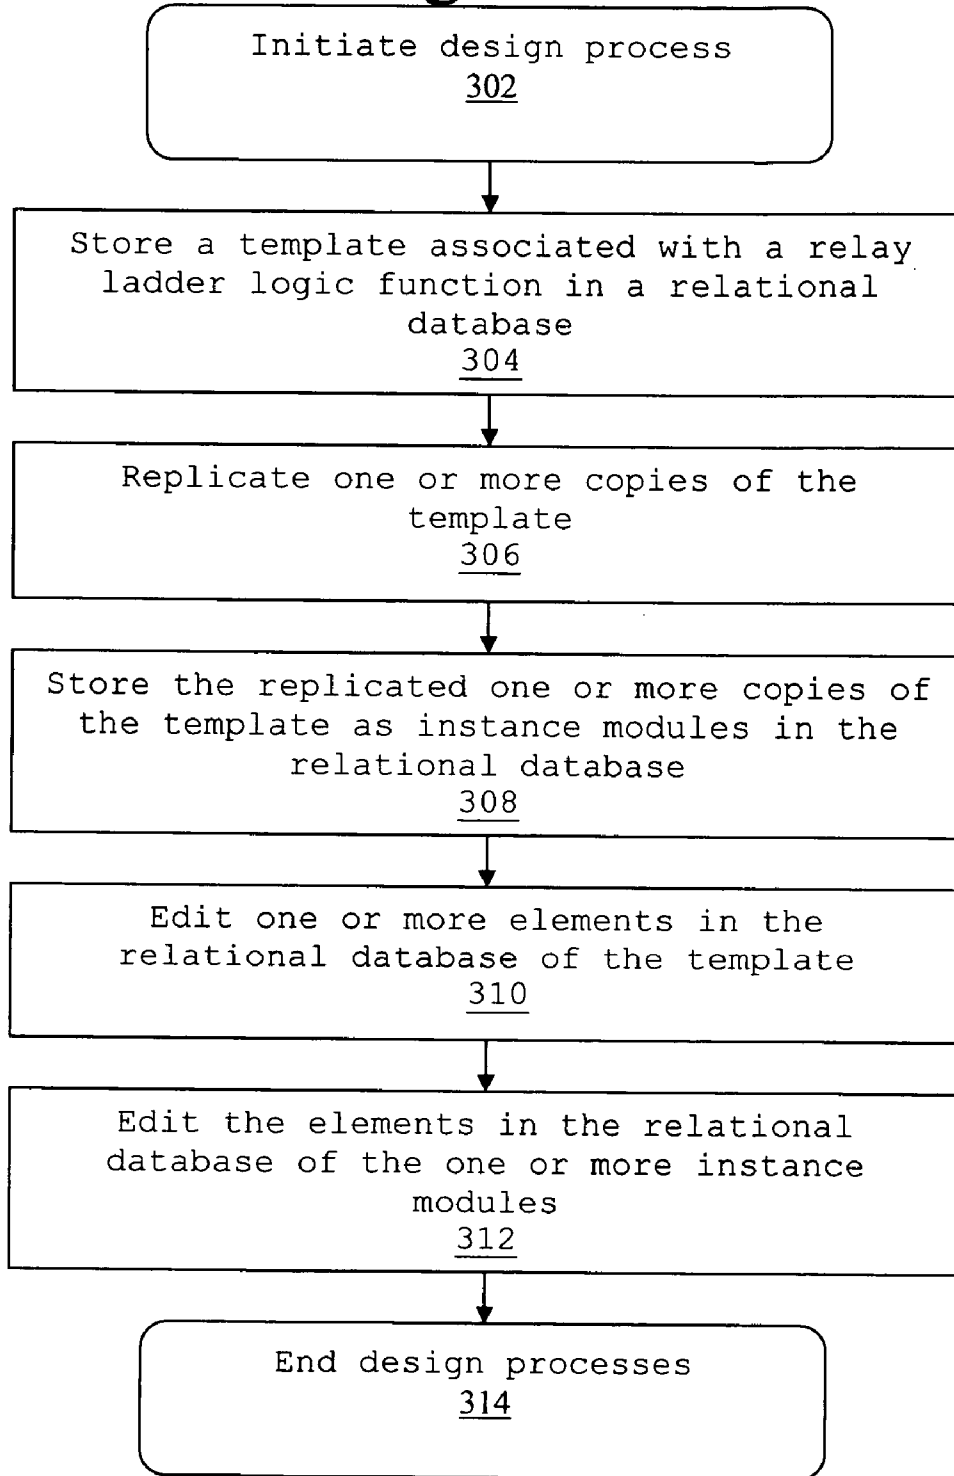 Initiate design process
302
Store a template associated with a relay
ladder logic function in a relational
database
304
Replicate one or more copies of the
template
306
Store the replicated one or more copies of
the template as instance modules in the
relational database
308
Edit one or more elements in the
relational database of the template
310
Edit the elements in the relational
database of the one or more instance
modules
312
End design processes
314